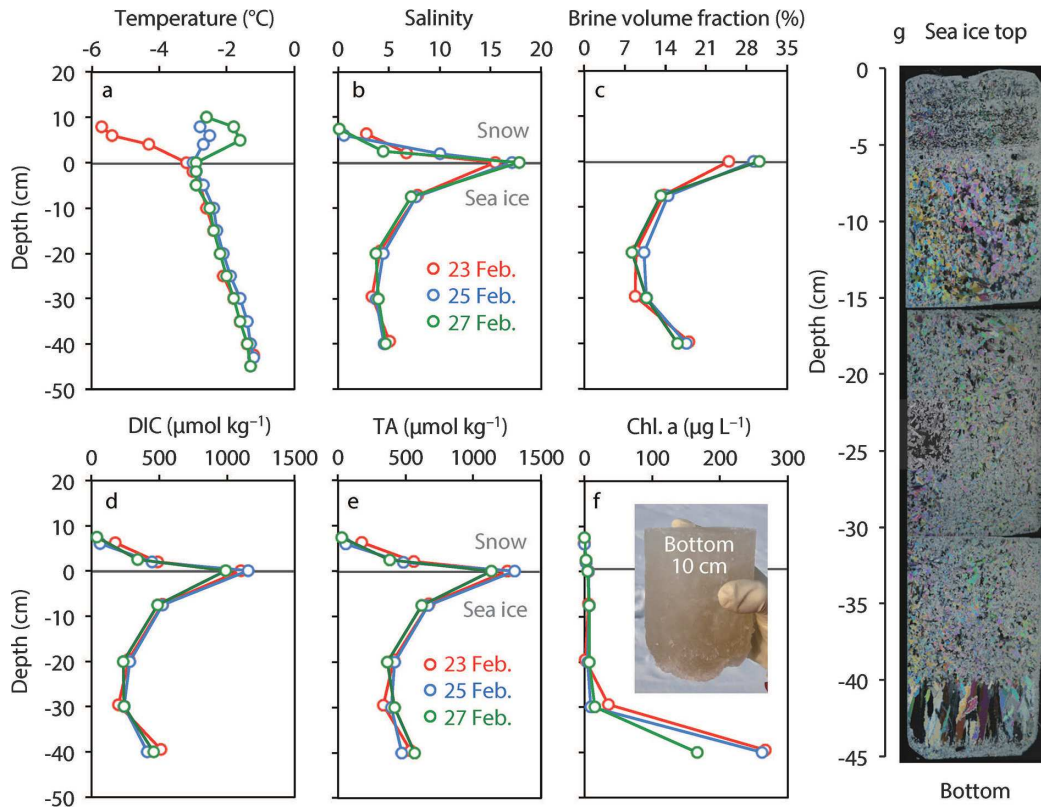 Temperature (°C)
Salinity
Brine volume fraction (%)
g Sea ice top
-6 -4 -2 0
0 5 10 15 20
0 7 14 21 28 35
20
10
0
-10
-20
-30
-40
-50
Depth (cm)
a
b
c
Snow
Sea ice
23 Feb.
25 Feb.
27 Feb.
0
-5
-10
-15
-20
-25
-30
-35
-40
-45
Depth (cm)
Bottom
DIC (µmol kg⁻¹)
TA (µmol kg⁻¹)
Chl. a (µg L⁻¹)
0 500 1000 1500
0 500 1000 1500
0 100 200 300
20
10
0
-10
-20
-30
-40
-50
Depth (cm)
d
e
f
Snow
Sea ice
23 Feb.
25 Feb.
27 Feb.
Bottom
10 cm